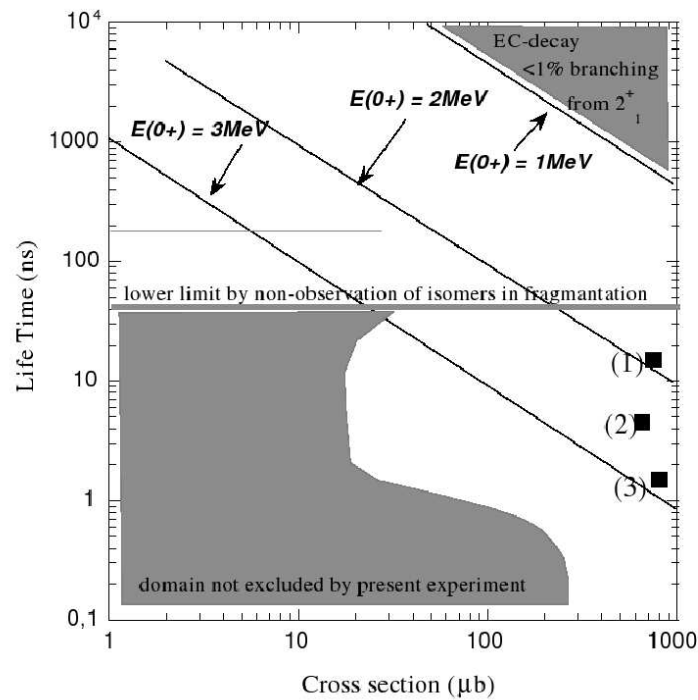 10⁴
1000
100
10
1
0,1
Life Time (ns)
EC-decay
<1% branching
from 2⁺₁
E(0+) = 3MeV
E(0+) = 2MeV
E(0+) = 1MeV
lower limit by non-observation of isomers in fragmantation
(1)
(2)
(3)
domain not excluded by present experiment
1
10
100
1000
Cross section (μb)